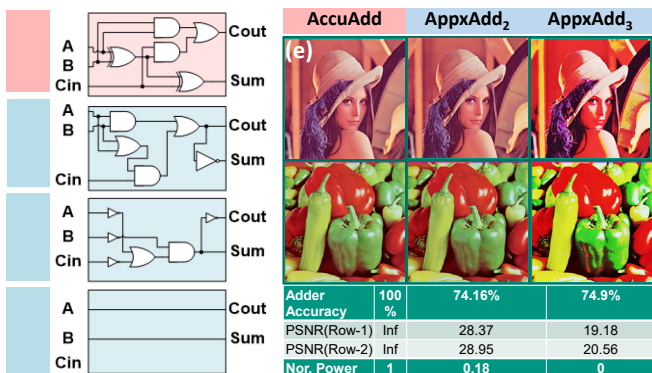 A
B
Cin
Cout
Sum
A
B
Cin
Cout
Sum
A
B
Cin
Cout
Sum
A
B
Cin
Cout
Sum
AccuAdd AppxAdd2 AppxAdd3
(e)
Adder Accuracy 100 % 74.16% 74.9%
PSNR(Row-1) Inf 28.37 19.18
PSNR(Row-2) Inf 28.95 20.56
Nor. Power 1 0.18 0